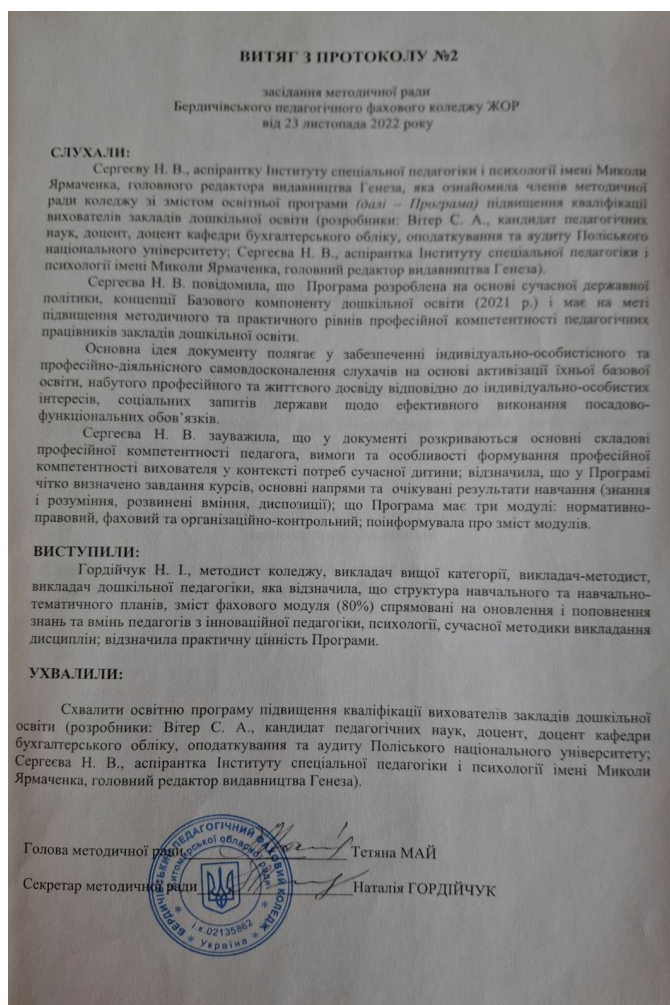 ВИТЯГ З ПРОТОКОЛУ №2
засідання методичної ради
Бердичівського педагогічного фахового коледжу ЖОР
від 23 листопада 2022 року
СЛУХАЛИ:
Сергеєву Н. В., аспірантку Інституту спеціальної педагогіки і психології імені Миколи
Ярмаченка, головного редактора видавництва Генеза, яка ознайомила членів методичної
ради коледжу зі змістом освітньої програми (далі – Програма) підвищення кваліфікації
вихователів закладів дошкільної освіти (розробники: Вітер С. А., кандидат педагогічних
наук, доцент, доцент кафедри бухгалтерського обліку, оподаткування та аудиту Поліського
національного університету; Сергеєва Н. В., аспірантка Інституту спеціальної педагогіки і
психології імені Миколи Ярмаченка, головний редактор видавництва Генеза).
Сергеєва Н. В. повідомила, що Програма розроблена на основі сучасної державної
політики, концепції Базового компоненту дошкільної освіти (2021 р.) і має на меті
підвищення методичного та практичного рівнів професійної компетентності педагогічних
працівників закладів дошкільної освіти.
Основна ідея документу полягає у забезпеченні індивідуально-особистісного та
професійно-діяльнісного самовдосконалення слухачів на основі активізації їхньої базової
освіти, набутого професійного та життєвого досвіду відповідно до індивідуально-особистих
інтересів, соціальних запитів держави щодо ефективного виконання посадово-
функціональних обов’язків.
Сергеєва Н. В. зауважила, що у документі розкриваються основні складові
професійної компетентності педагога, вимоги та особливості формування професійної
компетентності вихователя у контексті потреб сучасної дитини; відзначила, що у Програмі
чітко визначено завдання курсів, основні напрями та очікувані результати навчання (знання
і розуміння, розвинені вміння, диспозиції); що Програма має три модулі: нормативно-
правовий, фаховий та організаційно-контрольний; поінформувала про зміст модулів.
ВИСТУПИЛИ:
Гордійчук Н. І., методист коледжу, викладач вищої категорії, викладач-методист,
викладач дошкільної педагогіки, яка відзначила, що структура навчального та навчально-
тематичного планів, зміст фахового модуля (80%) спрямовані на оновлення і поповнення
знань та вмінь педагогів з інноваційної педагогіки, психології, сучасної методики викладання
дисциплін; відзначила практичну цінність Програми.
УХВАЛИЛИ:
Схвалити освітню програму підвищення кваліфікації вихователів закладів дошкільної
освіти (розробники: Вітер С. А., кандидат педагогічних наук, доцент, доцент кафедри
бухгалтерського обліку, оподаткування та аудиту Поліського національного університету;
Сергеєва Н. В., аспірантка Інституту спеціальної педагогіки і психології імені Миколи
Ярмаченка, головний редактор видавництва Генеза).
Голова методичної ради Тетяна МАЙ
Секретар методичної ради Наталія ГОРДІЙЧУК
БЕРДИЧІВСЬКИЙ ПЕДАГОГІЧНИЙ ФАХОВИЙ КОЛЕДЖ
Житомирської обласної ради
і.к.02135862
Україна